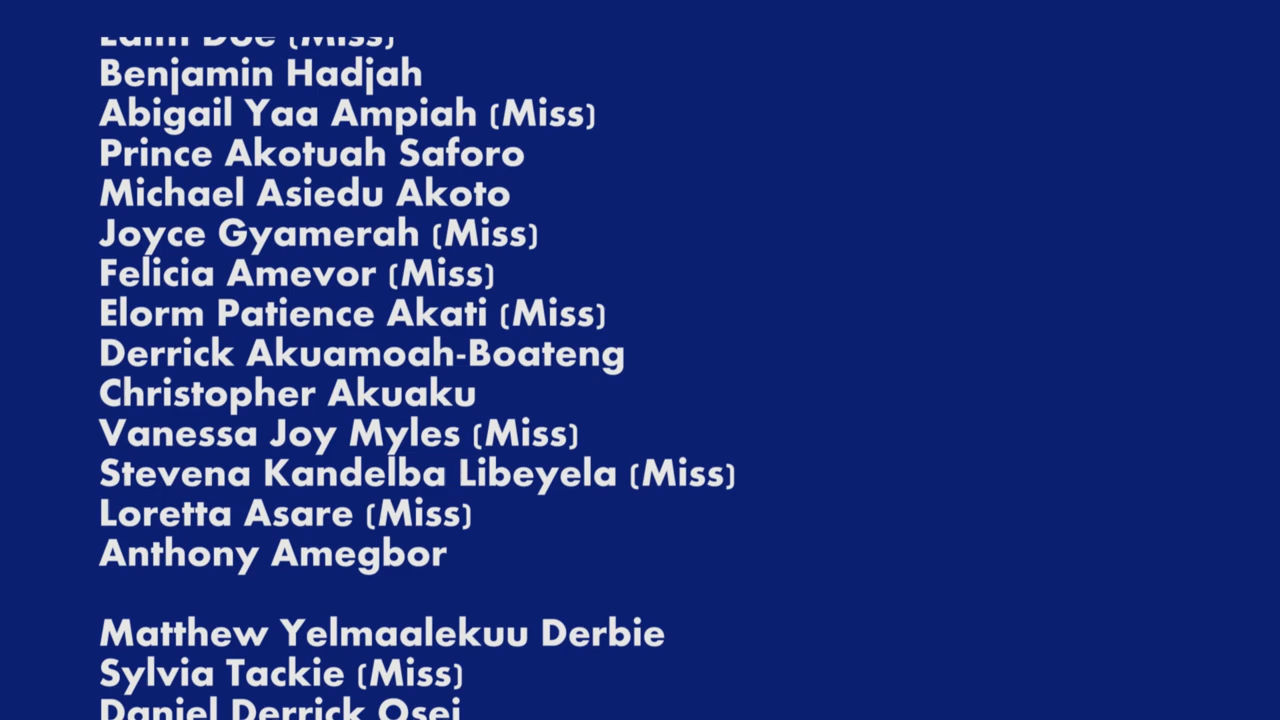 Doe (Miss)
Benjamin Hadjah
Abigail Yaa Ampiah (Miss)
Prince Akotuah Saforo
Michael Asiedu Akoto
Joyce Gyamerah (Miss)
Felicia Amevor (Miss)
Elorm Patience Akati (Miss)
Derrick Akuamoah-Boateng
Christopher Akuaku
Vanessa Joy Myles (Miss)
Stevena Kandelba Libeyela (Miss)
Loretta Asare (Miss)
Anthony Amegbor
Matthew Yelmaalekuu Derbie
Sylvia Tackie (Miss)
Daniel Derrick Osei